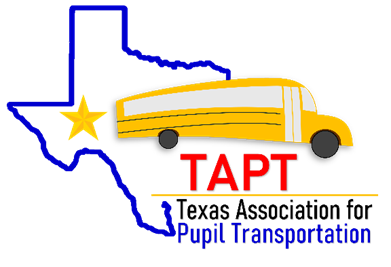 TAPT
Texas Association for
Pupil Transportation